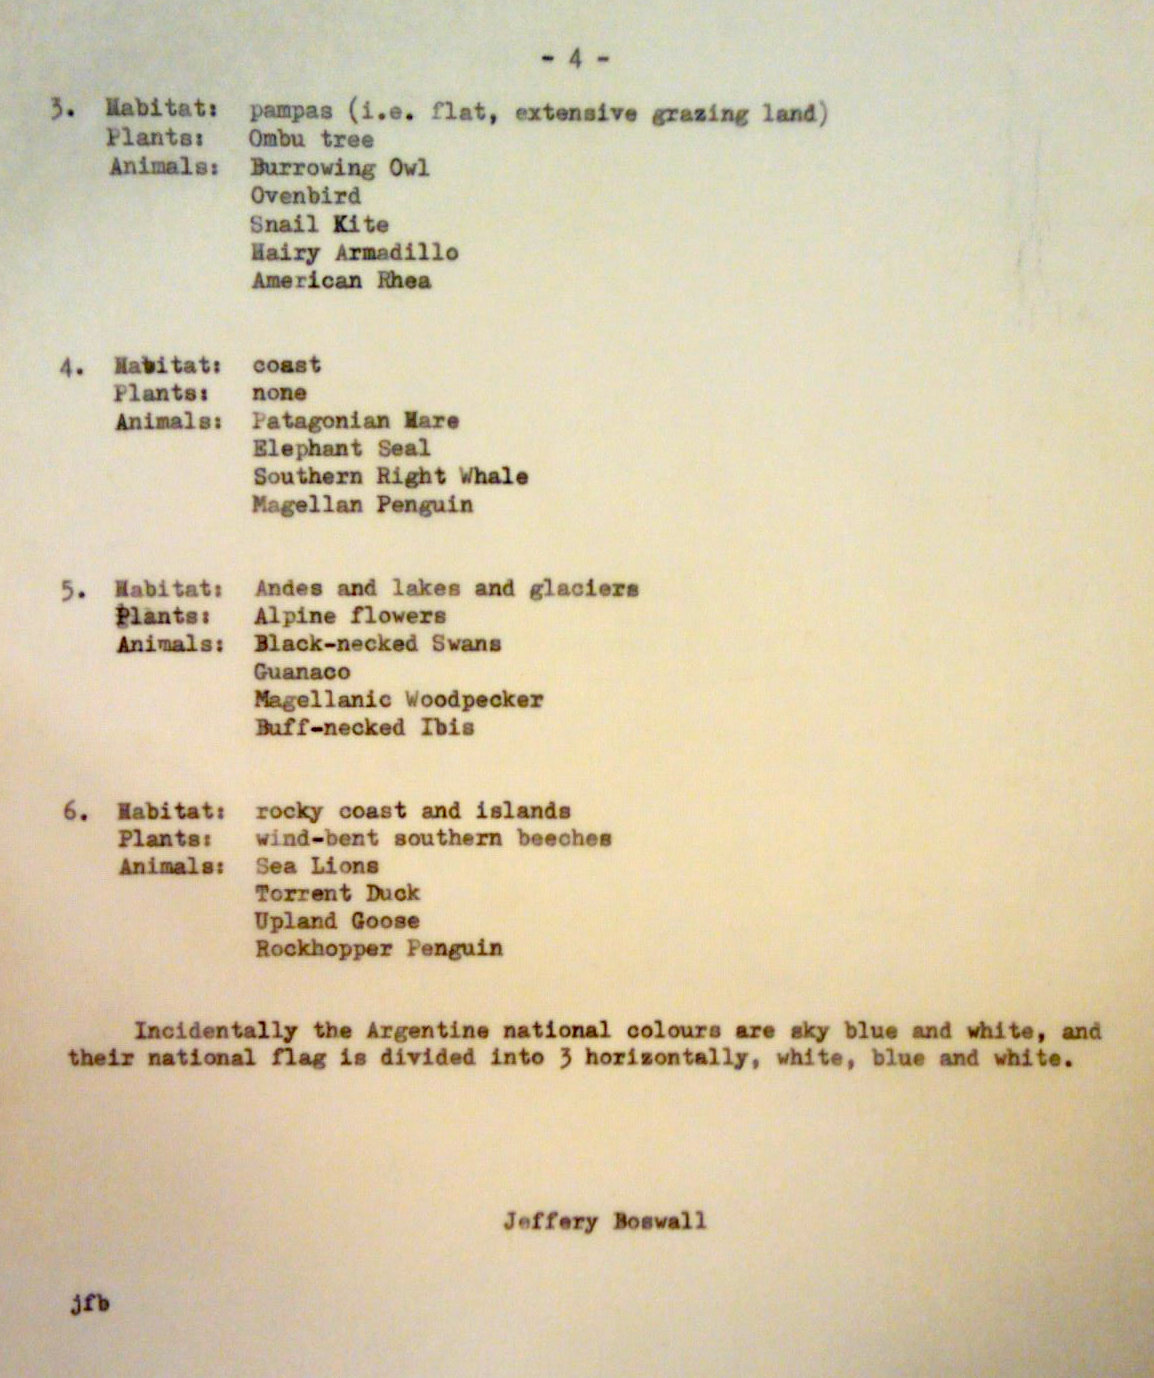 - 4 -
3. Habitat: pampas (i.e. flat, extensive grazing land)
Plants: Ombu tree
Animals: Burrowing Owl
Ovenbird
Snail Kite
Hairy Armadillo
American Rhea
4. Habitat: coast
Plants: none
Animals: Patagonian Hare
Elephant Seal
Southern Right Whale
Magellan Penguin
5. Habitat: Andes and lakes and glaciers
Plants: Alpine flowers
Animals: Black-necked Swans
Guanaco
Magellanic Woodpecker
Buff-necked Ibis
6. Habitat: rocky coast and islands
Plants: wind-bent southern beeches
Animals: Sea Lions
Torrent Duck
Upland Goose
Rockhopper Penguin
Incidentally the Argentine national colours are sky blue and white, and
their national flag is divided into 3 horizontally, white, blue and white.
Jeffery Boswall
jfb